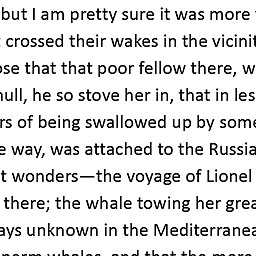 but I am pretty sure it was more
crossed their wakes in the vicinit
ose that that poor fellow there, w
null, he so stove her in, that in les
rs of being swallowed up by some
e way, was attached to the Russia
t wonders—the voyage of Lionel
there; the whale towing her grea
ays unknown in the Mediterranea
perm whales, and that the more